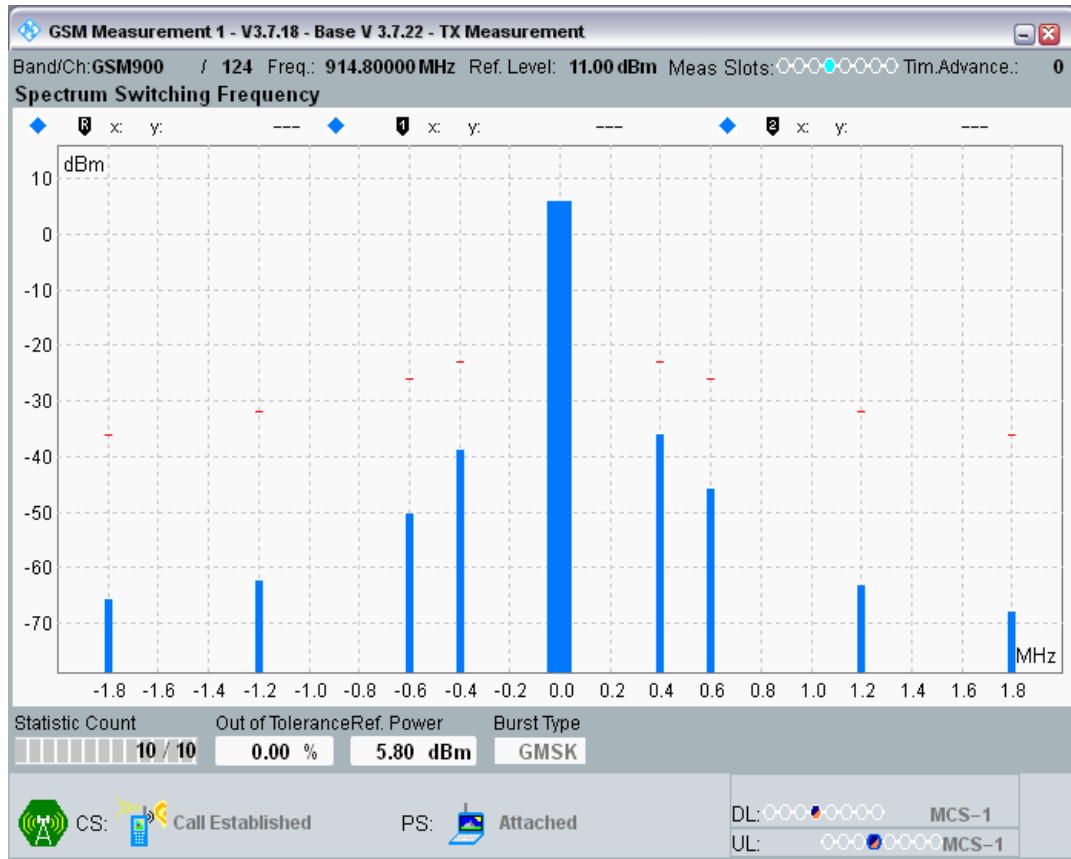 GSM Measurement 1 - V3.7.18 - Base V 3.7.22 - TX Measurement
Band/Ch:GSM900 / 124 Freq.: 914.80000 MHz Ref. Level: 11.00 dBm Meas Slots: Tim.Advance.: 0
Spectrum Switching Frequency
R x: y: --- 1 x: y: --- 2 x: y: ---
dBm
10
0
-10
-20
-30
-40
-50
-60
-70
MHz
-1.8 -1.6 -1.4 -1.2 -1.0 -0.8 -0.6 -0.4 -0.2 0.0 0.2 0.4 0.6 0.8 1.0 1.2 1.4 1.6 1.8
Statistic Count Out of Tolerance Ref. Power Burst Type
10 / 10 0.00 % 5.80 dBm GMSK
CS: Call Established PS: Attached
DL: MCS-1
UL: MCS-1